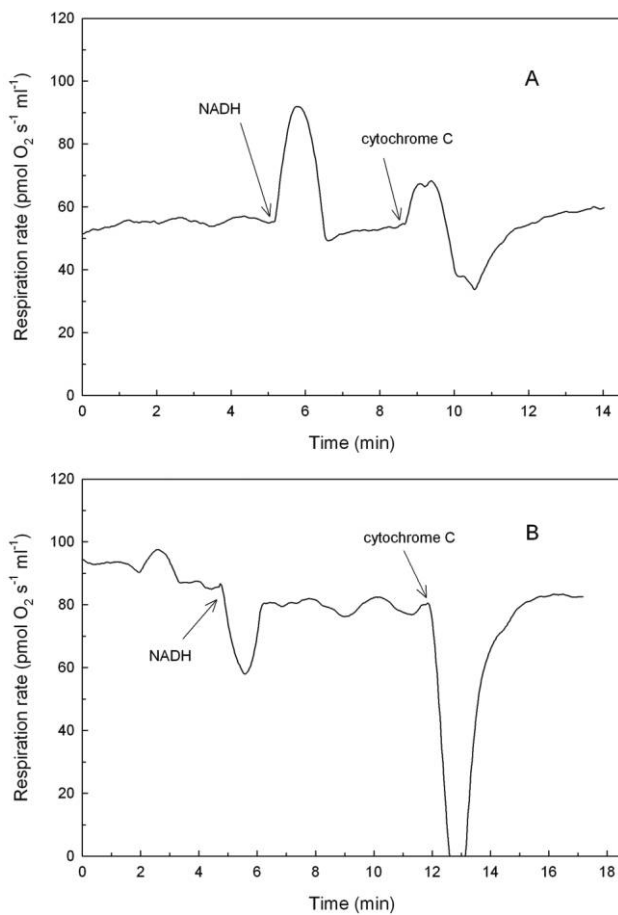 120
A
100
NADH
80
cytochrome C
60
40
20
0
0 2 4 6 8 10 12 14
Respiration rate (pmol O₂ s⁻¹ ml⁻¹)
Time (min)
120
B
100
cytochrome C
80
NADH
60
40
20
0
0 2 4 6 8 10 12 14 16 18
Respiration rate (pmol O₂ s⁻¹ ml⁻¹)
Time (min)